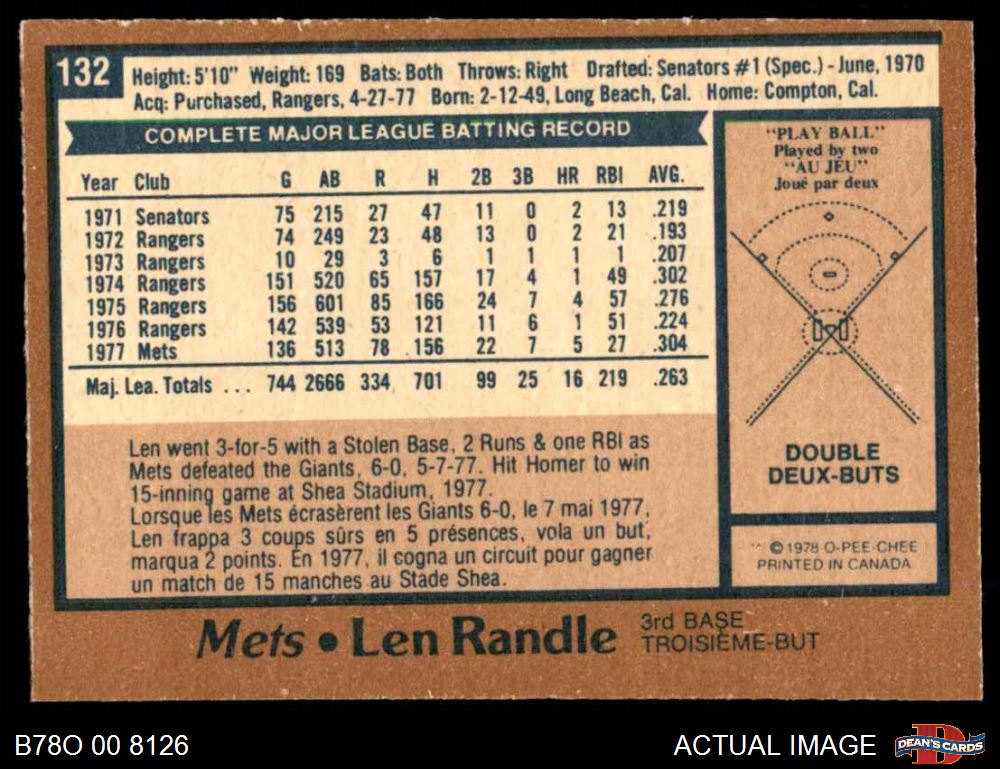 132
Height: 5'10" Weight: 169 Bats: Both Throws: Right Drafted: Senators #1 (Spec.) - June, 1970
Acq: Purchased, Rangers, 4-27-77 Born: 2-12-49, Long Beach, Cal. Home: Compton, Cal.
COMPLETE MAJOR LEAGUE BATTING RECORD
Year Club G AB R H 2B 3B HR RBI AVG.
1971 Senators 75 215 27 47 11 0 2 13 .219
1972 Rangers 74 249 23 48 13 0 2 21 .193
1973 Rangers 10 29 3 6 1 1 1 1 .207
1974 Rangers 151 520 65 157 17 4 1 49 .302
1975 Rangers 156 601 85 166 24 7 4 57 .276
1976 Rangers 142 539 53 121 11 6 1 51 .224
1977 Mets 136 513 78 156 22 7 5 27 .304
Maj. Lea. Totals ... 744 2666 334 701 99 25 16 219 .263
Len went 3-for-5 with a Stolen Base, 2 Runs & one RBI as
Mets defeated the Giants, 6-0, 5-7-77. Hit Homer to win
15-inning game at Shea Stadium, 1977.
Lorsque les Mets écrasèrent les Giants 6-0, le 7 mai 1977,
Len frappa 3 coups sûrs en 5 présences, vola un but,
marqua 2 points. En 1977, il cogna un circuit pour gagner
un match de 15 manches au Stade Shea.
"PLAY BALL"
Played by two
"AU JEU"
Joué par deux
DOUBLE
DEUX-BUTS
© 1978 O-PEE-CHEE
PRINTED IN CANADA
Mets • Len Randle
3rd BASE
TROISIÈME-BUT
B78O 00 8126
ACTUAL IMAGE
D
DEAN'S CARDS